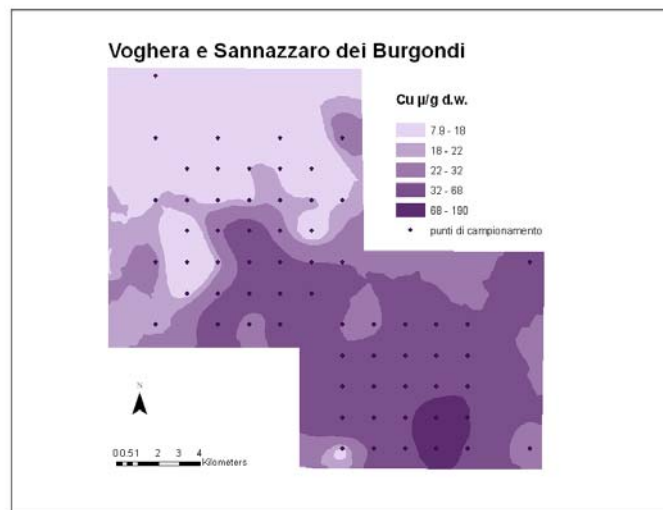 Voghera e Sannazzaro dei Burgondi
Cu µ/g d.w.
7.9 - 18
18 - 22
22 - 32
32 - 68
68 - 190
punti di campionamento
N
0 0.5 1 2 3 4
Kilometers